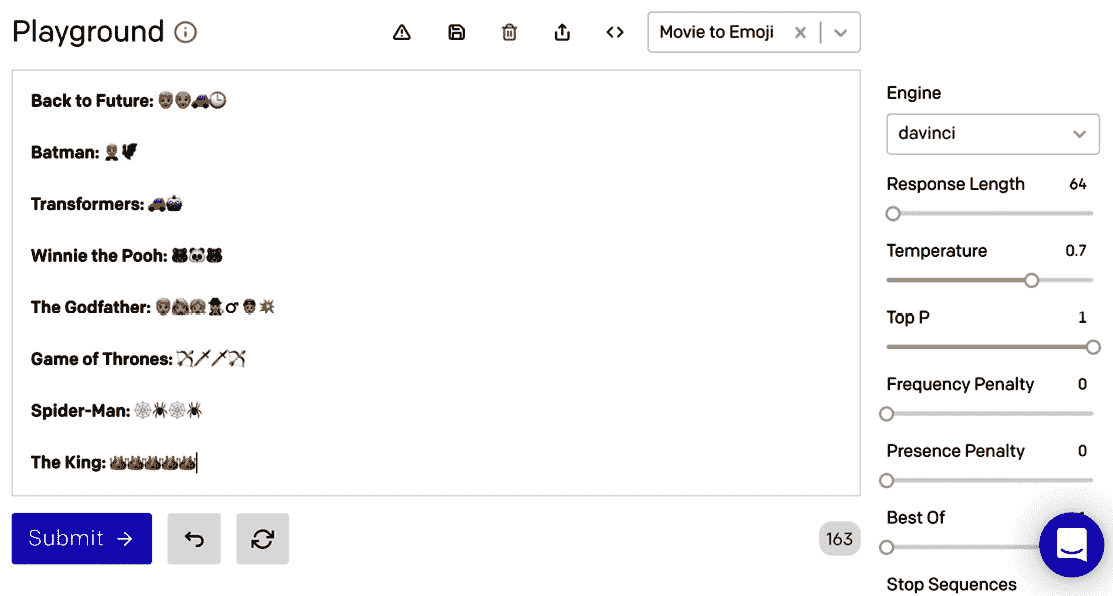 Playground
Movie to Emoji
Back to Future: 👨👴🚗🕒
Batman: 🤵🦇
Transformers: 🚗🤖
Winnie the Pooh: 🐻🐼🐻
The Godfather: 👨👩👧🕵🏻‍♂️👲💥
Game of Thrones: 🏹🗡🗡🏹
Spider-Man: 🕸🕷🕸🕷
The King:
Submit →
163
Engine
davinci
Response Length 64
Temperature 0.7
Top P 1
Frequency Penalty 0
Presence Penalty 0
Best Of
Stop Sequences